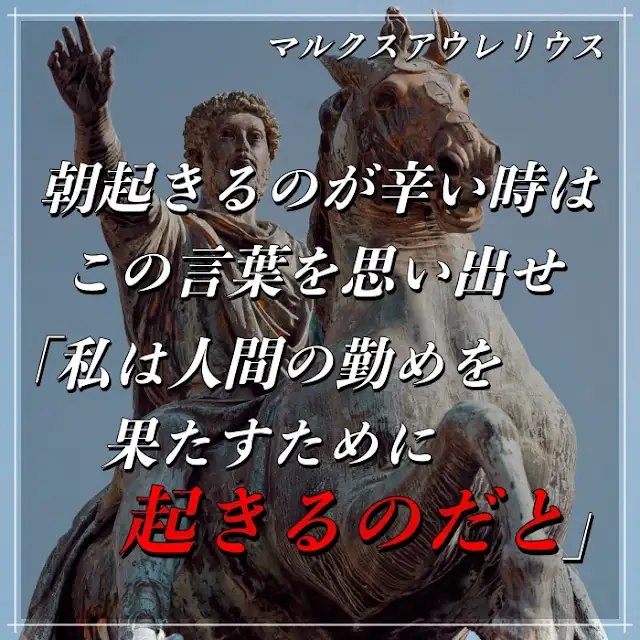 マルクスアウレリウス
朝起きるのが辛い時は
この言葉を思い出せ
「私は人間の勤めを
果たすために
起きるのだと」